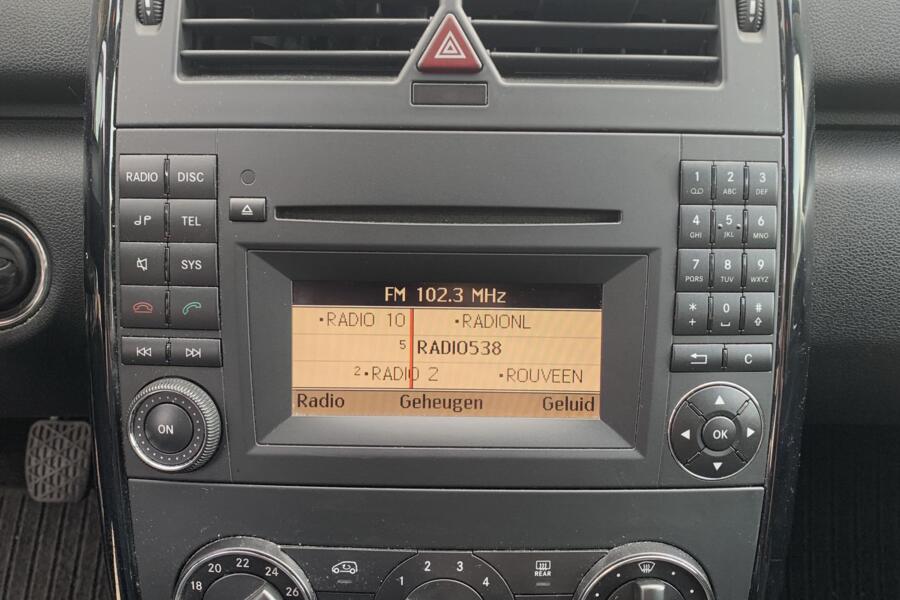 RADIO DISC
TEL
SYS
ON
1 2 ABC 3 DEF
4 GHI 5 JKL 6 MNO
7 PQRS 8 TUV 9 WXYZ
* + 0 #
C
OK
FM 102.3 MHz
•RADIO 10 •RADIONL
5 RADIO538
2•RADIO 2 •ROUVEEN
Radio Geheugen Geluid
18 20 22 24 26
1 2 3 4
REAR